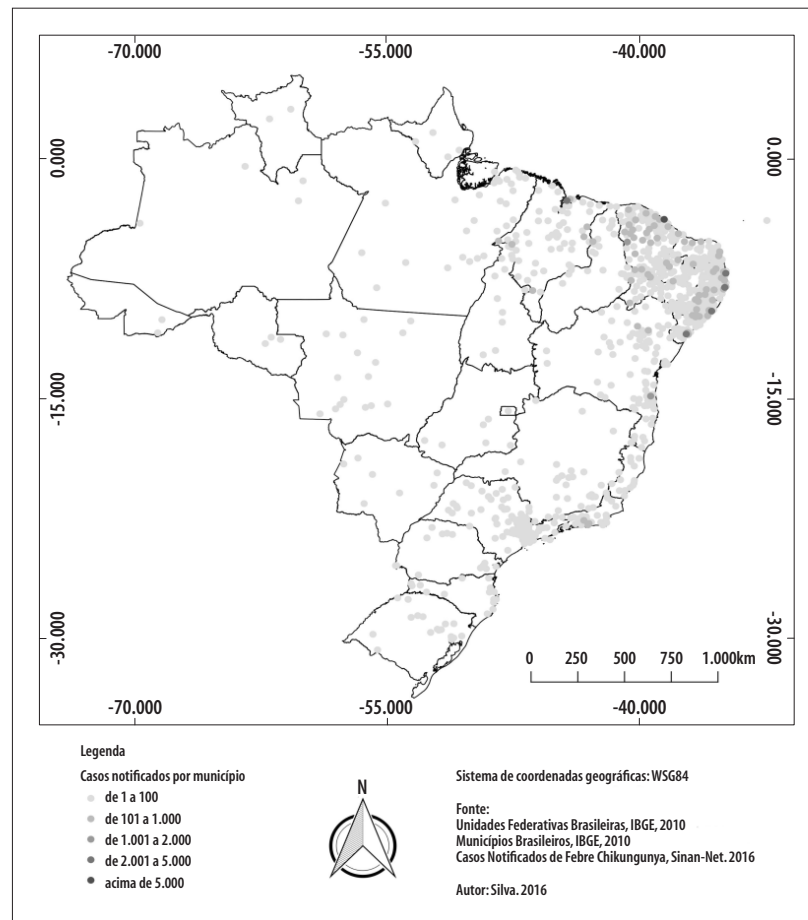 -70.000 -55.000 -40.000
0.000 0.000
-15.000 -15.000
-30.000 -30.000
0 250 500 750 1.000km
-70.000 -55.000 -40.000
Legenda
Casos notificados por município
de 1 a 100
de 101 a 1.000
de 1.001 a 2.000
de 2.001 a 5.000
acima de 5.000
N
Sistema de coordenadas geográficas: WSG84
Fonte:
Unidades Federativas Brasileiras, IBGE, 2010
Municípios Brasileiros, IBGE, 2010
Casos Notificados de Febre Chikungunya, Sinan-Net. 2016
Autor: Silva. 2016